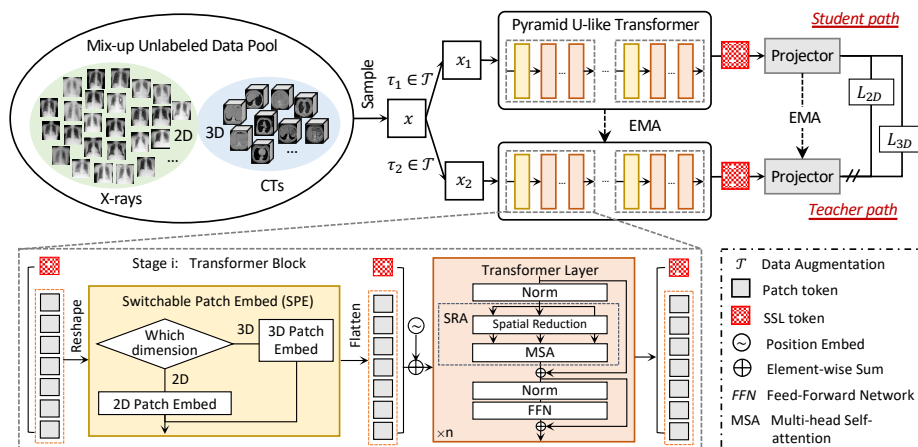 Mix-up Unlabeled Data Pool
2D
3D
...
...
X-rays
CTs
Sample
x
τ₁ ∈ 𝒯
τ₂ ∈ 𝒯
x₁
x₂
Pyramid U-like Transformer
...
...
...
EMA
...
...
...
Student path
Projector
EMA
Projector
L₂D
L₃D
Teacher path
Stage i: Transformer Block
Reshape
Switchable Patch Embed (SPE)
Which
dimension
3D
3D Patch
Embed
2D
2D Patch Embed
Flatten
Transformer Layer
Norm
SRA
Spatial Reduction
MSA
Norm
FFN
×n
𝒯 Data Augmentation
Patch token
SSL token
Position Embed
Element-wise Sum
FFN Feed-Forward Network
MSA Multi-head Self-
attention